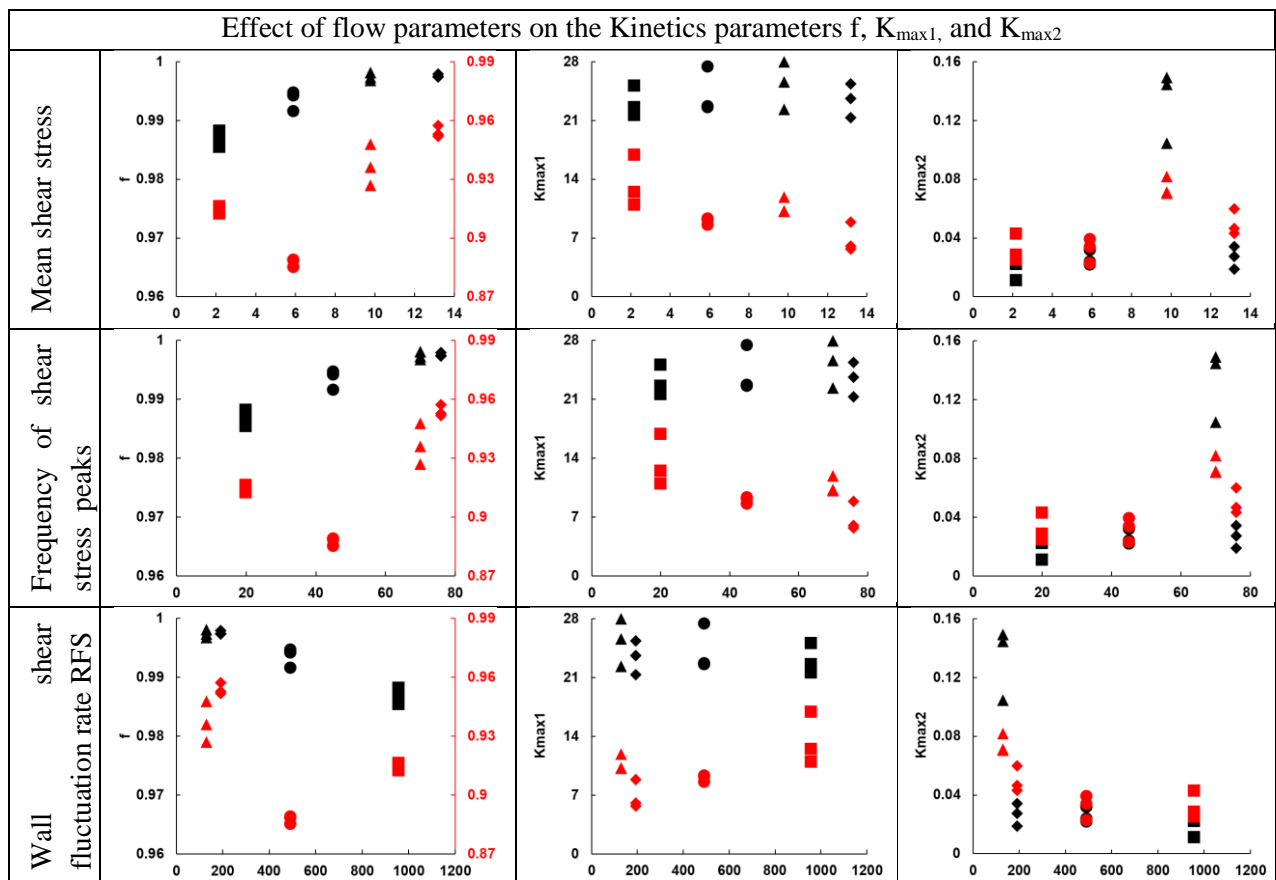 Effect of flow parameters on the Kinetics parameters f, Kmax1, and Kmax2
Mean shear stress
1
0.99
0.98
0.97
0.96
f
0.99
0.96
0.93
0.9
0.87
0 2 4 6 8 10 12 14
28
21
14
7
0
Kmax1
0 2 4 6 8 10 12 14
0.16
0.12
0.08
0.04
0
Kmax2
0 2 4 6 8 10 12 14
Frequency of shear
stress peaks
1
0.99
0.98
0.97
0.96
f
0.99
0.96
0.93
0.9
0.87
0 20 40 60 80
28
21
14
7
0
Kmax1
0 20 40 60 80
0.16
0.12
0.08
0.04
0
Kmax2
0 20 40 60 80
Wall shear
fluctuation rate RFS
1
0.99
0.98
0.97
0.96
f
0.99
0.96
0.93
0.9
0.87
0 200 400 600 800 1000 1200
28
21
14
7
0
Kmax1
0 200 400 600 800 1000 1200
0.16
0.12
0.08
0.04
0
Kmax2
0 200 400 600 800 1000 1200